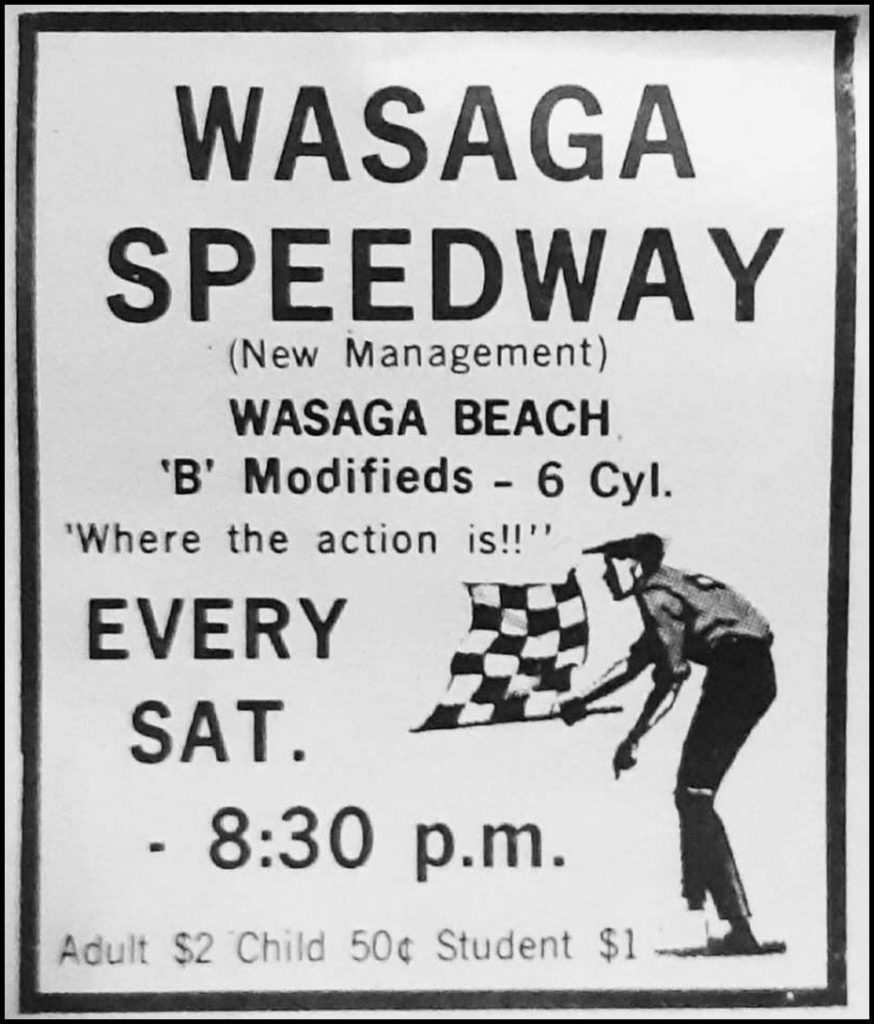 WASAGA
SPEEDWAY
(New Management)
WASAGA BEACH
'B' Modifieds - 6 Cyl.
'Where the action is!!''
EVERY
SAT.
- 8:30 p.m.
Adult $2 Child 50¢ Student $1